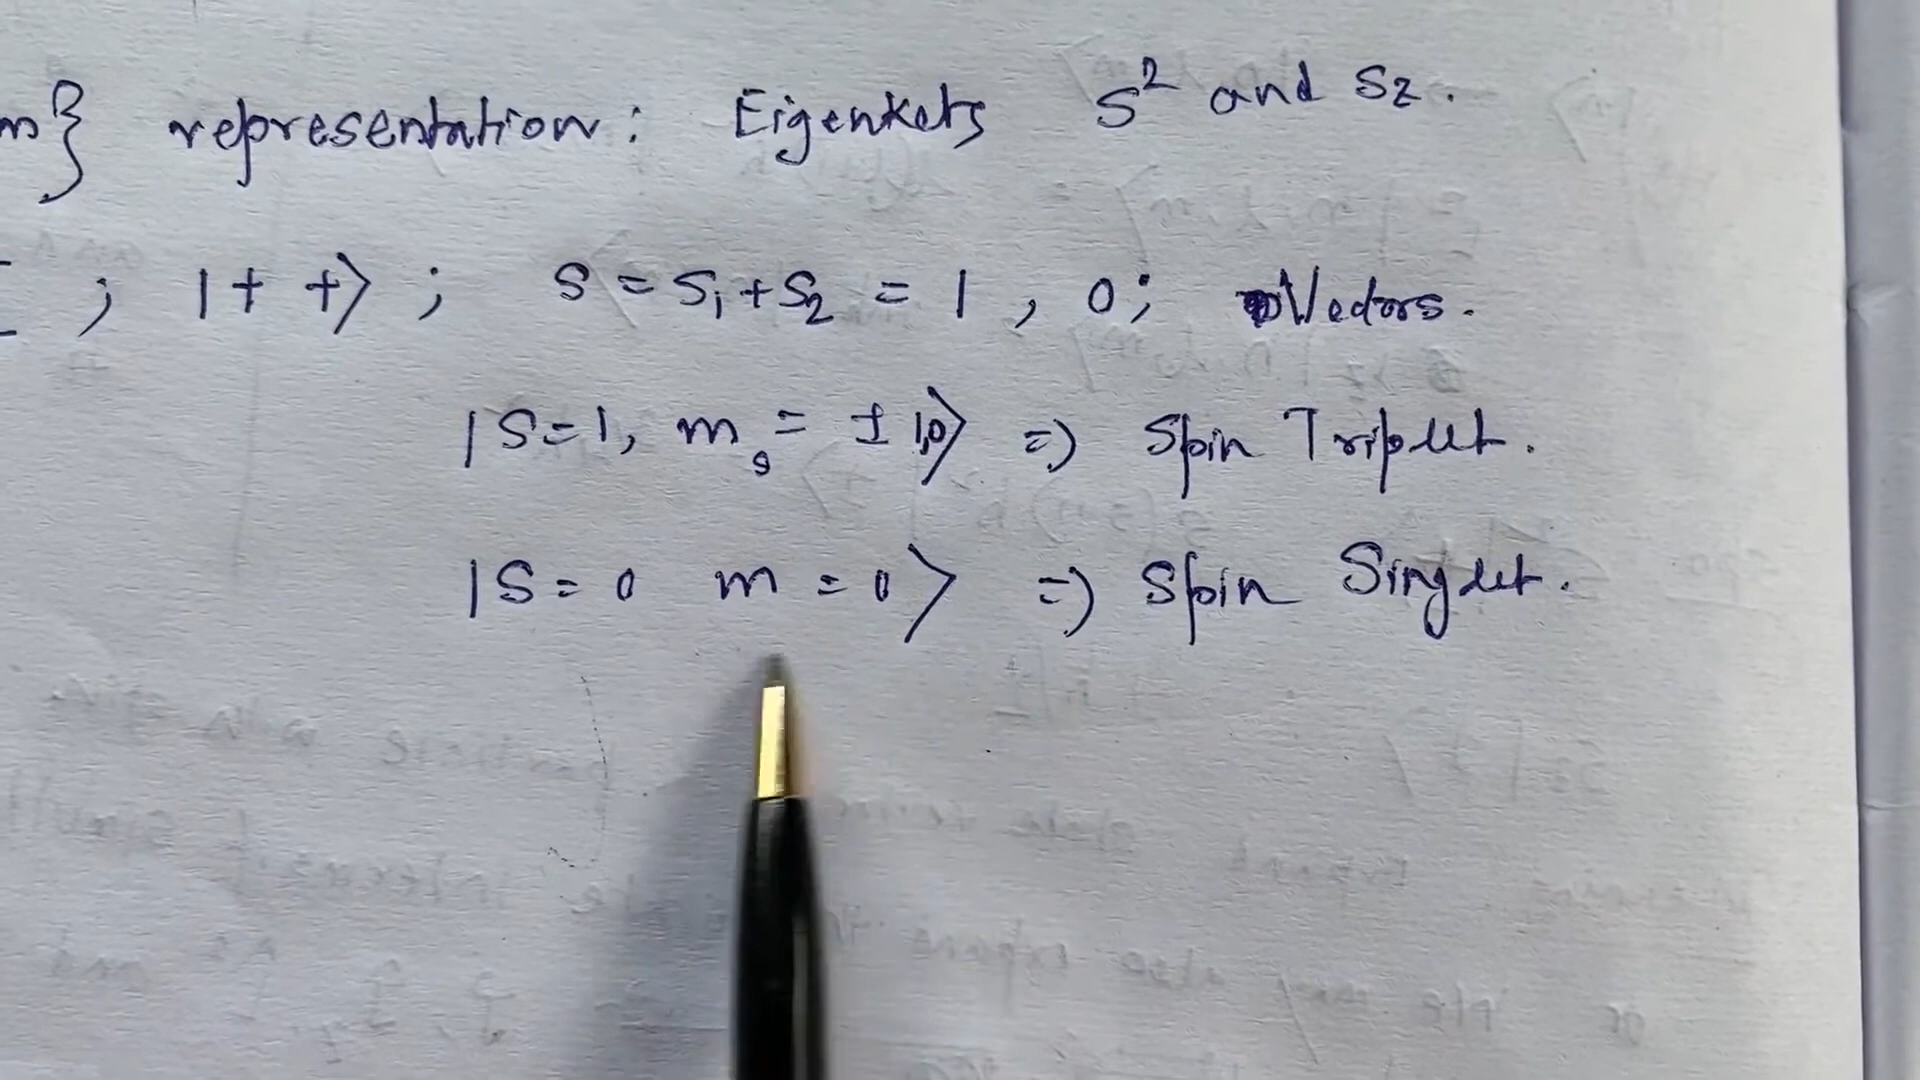 m} representation: Eigenkets S² and Sz.
; |+ +⟩ ; S = S₁+S₂ = 1 , 0; Vectors.
|S=1, m_s = ± 1,0⟩ => Spin Triplet.
|S=0 m=0⟩ => Spin Singlet.